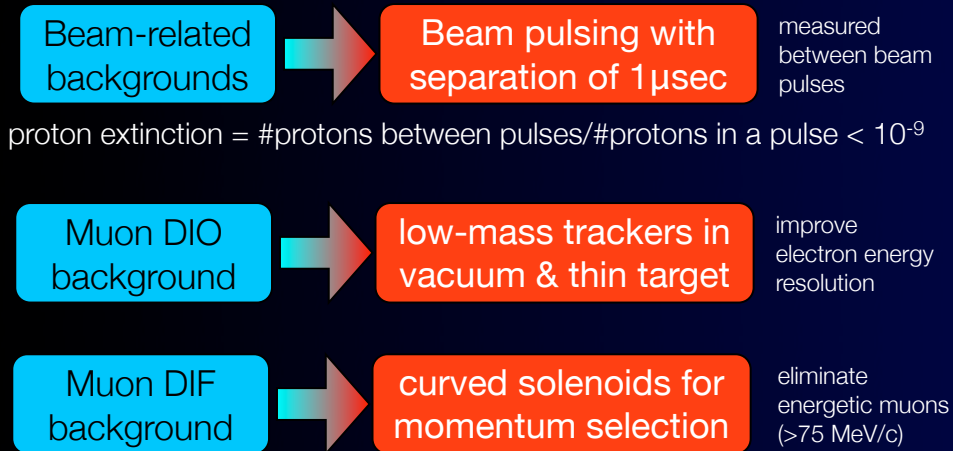 Beam-related
backgrounds
Beam pulsing with
separation of 1μsec
measured
between beam
pulses
proton extinction = #protons between pulses/#protons in a pulse < 10⁻⁹
Muon DIO
background
low-mass trackers in
vacuum & thin target
improve
electron energy
resolution
Muon DIF
background
curved solenoids for
momentum selection
eliminate
energetic muons
(>75 MeV/c)